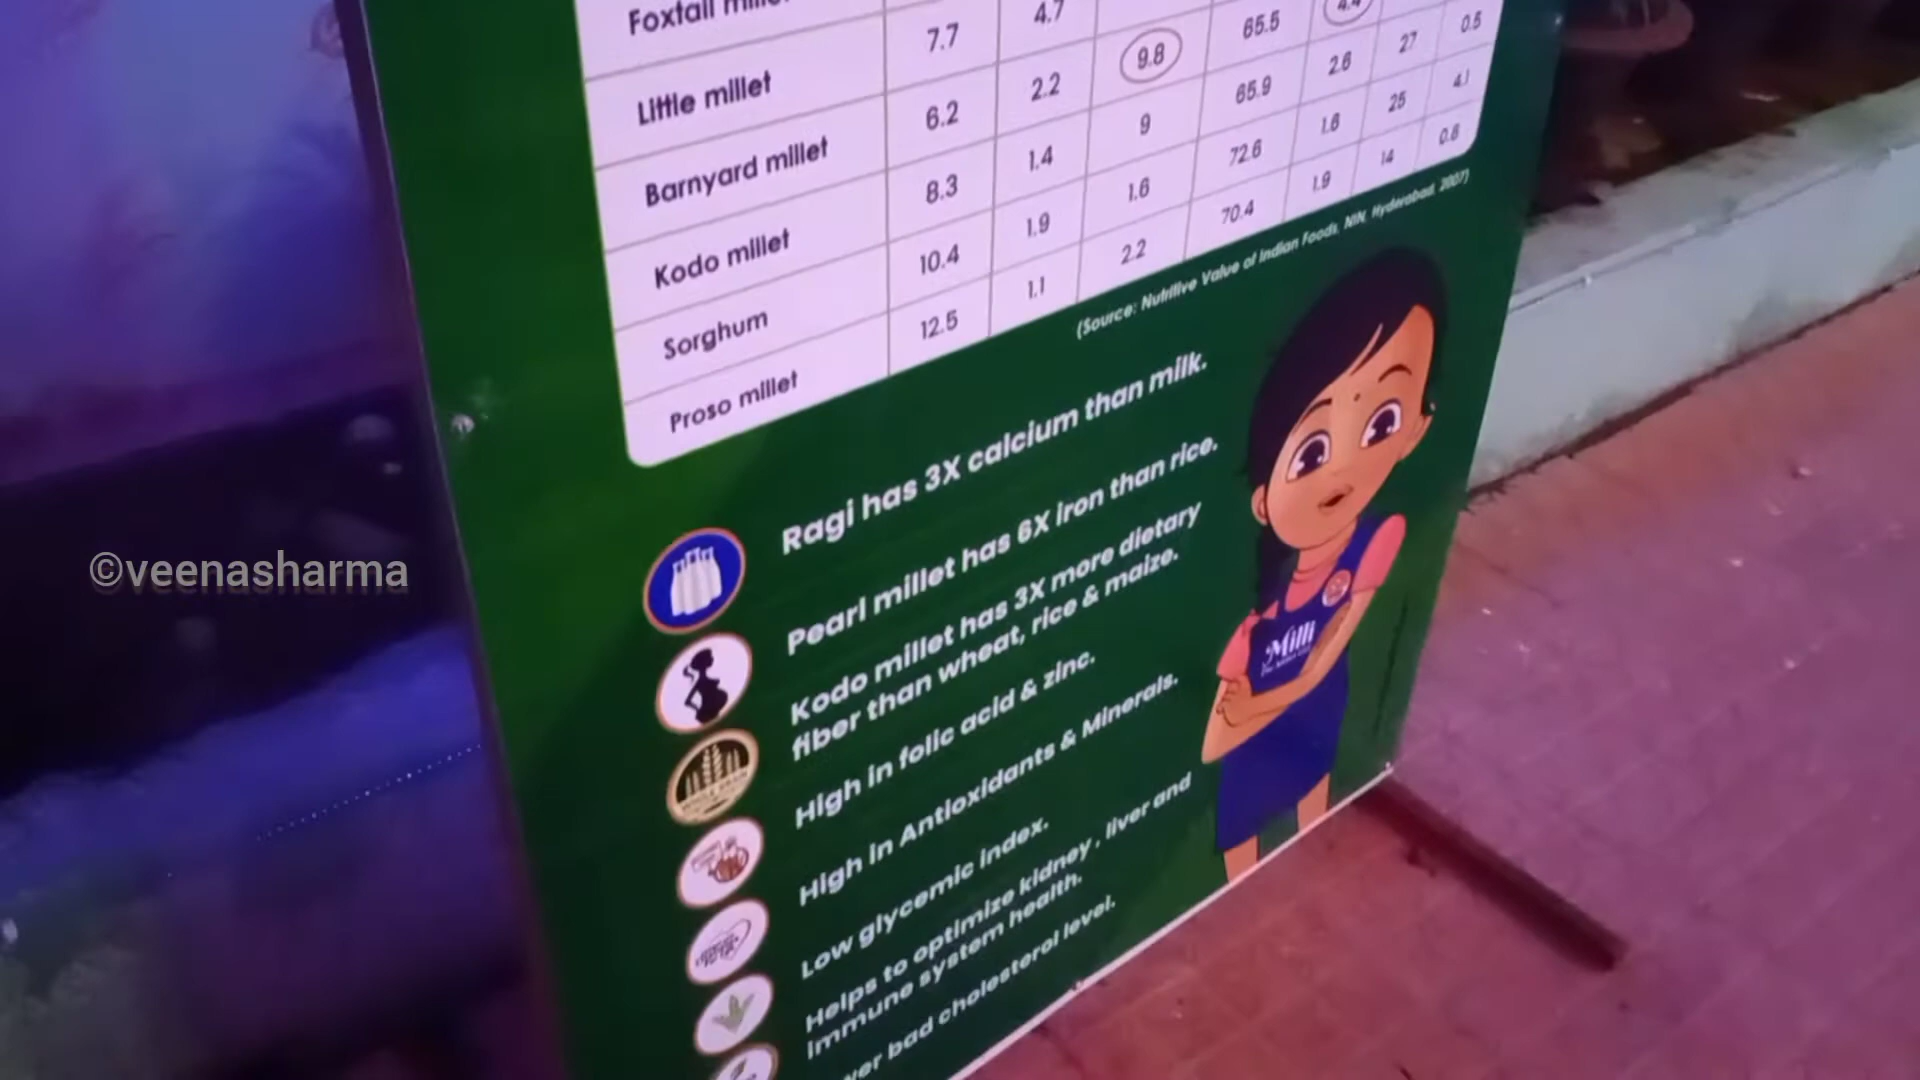 Foxtail
Little millet 7.7 4.7
Barnyard millet 6.2 2.2 9.8 65.5
Kodo millet 8.3 1.4 9 65.9 2.6 27 0.5
Sorghum 10.4 1.9 1.6 72.6 1.6 25 4.1
Proso millet 12.5 1.1 2.2 70.4 1.9 14 0.8
(Source: Nutritive Value of Indian Foods, NIN, Hyderabad, 2007)
Ragi has 3X calcium than milk.
Pearl millet has 6X iron than rice.
Kodo millet has 3X more dietary
fiber than wheat, rice & maize.
High in folic acid & zinc.
High in Antioxidants & Minerals.
Low glycemic index.
Helps to optimize kidney, liver and
immune system health.
bad cholesterol level.
Milli
©veenasharma